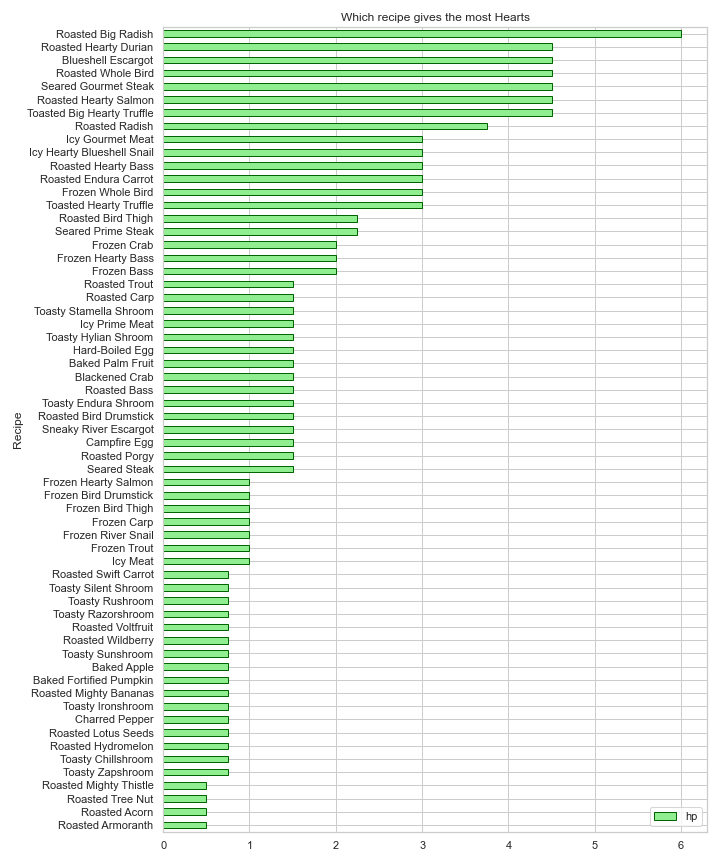 Which recipe gives the most Hearts
Roasted Big Radish
Roasted Hearty Durian
Blueshell Escargot
Roasted Whole Bird
Seared Gourmet Steak
Roasted Hearty Salmon
Toasted Big Hearty Truffle
Roasted Radish
Icy Gourmet Meat
Icy Hearty Blueshell Snail
Roasted Hearty Bass
Roasted Endura Carrot
Frozen Whole Bird
Toasted Hearty Truffle
Roasted Bird Thigh
Seared Prime Steak
Frozen Crab
Frozen Hearty Bass
Frozen Bass
Roasted Trout
Roasted Carp
Toasty Stamella Shroom
Icy Prime Meat
Toasty Hylian Shroom
Hard-Boiled Egg
Baked Palm Fruit
Blackened Crab
Roasted Bass
Toasty Endura Shroom
Roasted Bird Drumstick
Sneaky River Escargot
Campfire Egg
Roasted Porgy
Seared Steak
Frozen Hearty Salmon
Frozen Bird Drumstick
Frozen Bird Thigh
Frozen Carp
Frozen River Snail
Frozen Trout
Icy Meat
Roasted Swift Carrot
Toasty Silent Shroom
Toasty Rushroom
Toasty Razorshroom
Roasted Voltfruit
Roasted Wildberry
Toasty Sunshroom
Baked Apple
Baked Fortified Pumpkin
Roasted Mighty Bananas
Toasty Ironshroom
Charred Pepper
Roasted Lotus Seeds
Roasted Hydromelon
Toasty Chillshroom
Toasty Zapshroom
Roasted Mighty Thistle
Roasted Tree Nut
Roasted Acorn
Roasted Armoranth
Recipe
hp
0 1 2 3 4 5 6